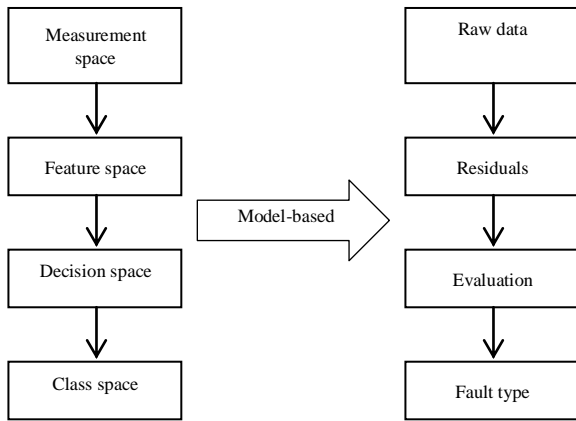 Measurement
space
Feature space
Decision space
Class space
Model-based
Raw data
Residuals
Evaluation
Fault type